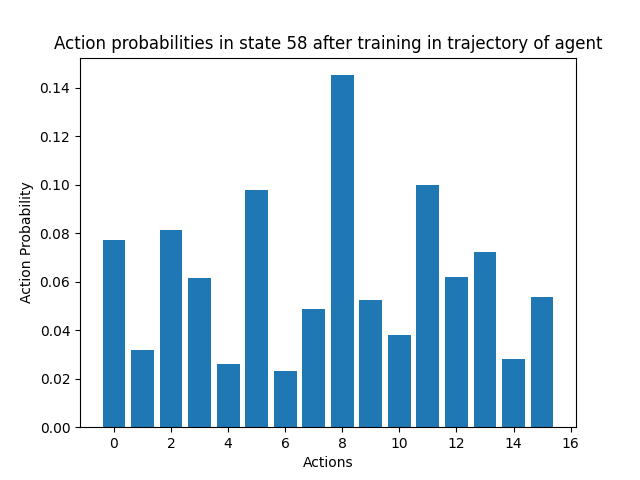 Action probabilities in state 58 after training in trajectory of agent
0.14
0.12
0.10
0.08
0.06
0.04
0.02
0.00
Action Probability
0 2 4 6 8 10 12 14 16
Actions